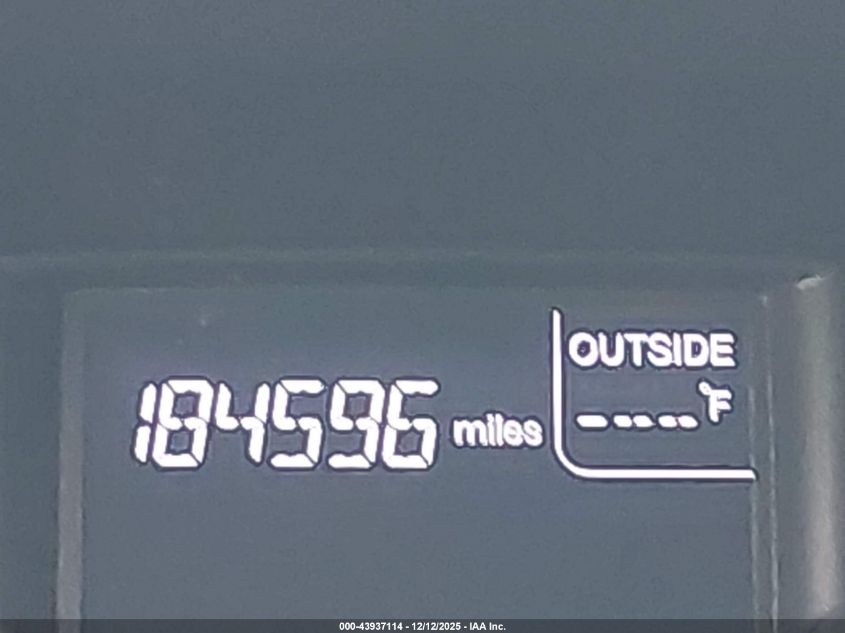 OUTSIDE
184596 miles ---- °F
000-43937114 - 12/12/2025 - IAA Inc.